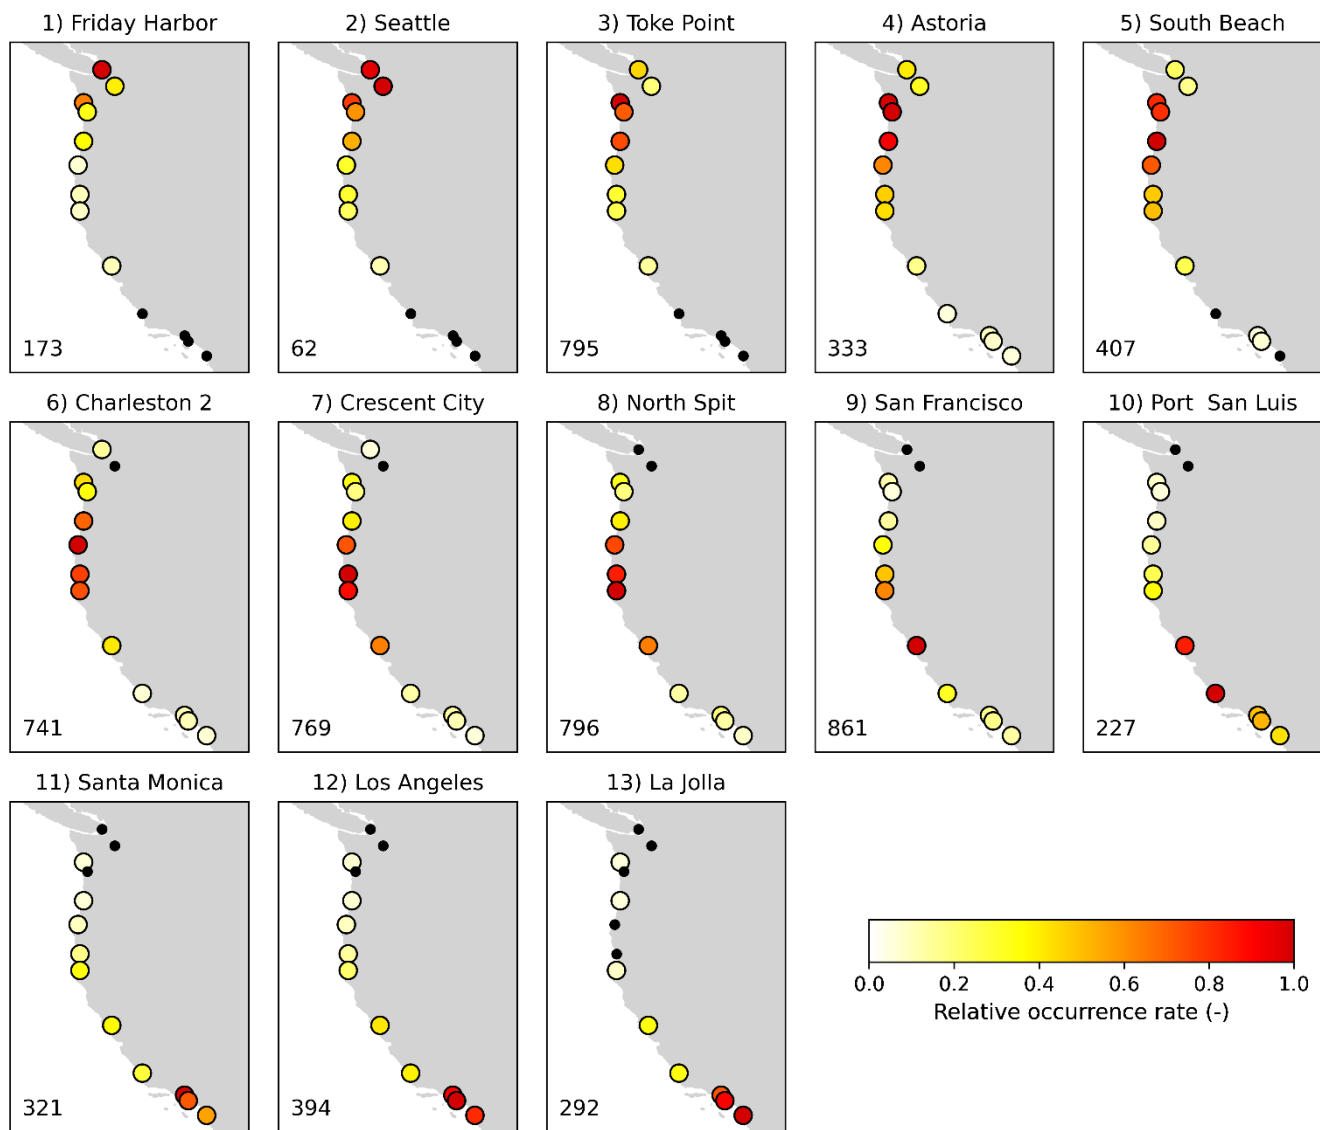 1) Friday Harbor
2) Seattle
3) Toke Point
4) Astoria
5) South Beach
173
62
795
333
407
6) Charleston 2
7) Crescent City
8) North Spit
9) San Francisco
10) Port  San Luis
741
769
796
861
227
11) Santa Monica
12) Los Angeles
13) La Jolla
321
394
292
0.0 0.2 0.4 0.6 0.8 1.0
Relative occurrence rate (-)